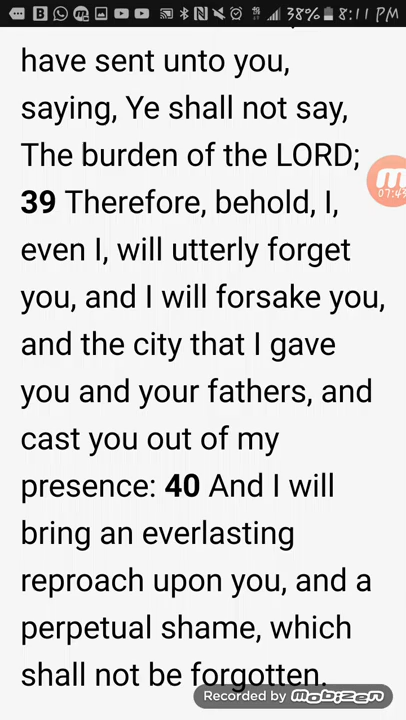 38% 8:11 PM
have sent unto you,
saying, Ye shall not say,
The burden of the LORD;
39 Therefore, behold, I,
even I, will utterly forget
you, and I will forsake you,
and the city that I gave
you and your fathers, and
cast you out of my
presence: 40 And I will
bring an everlasting
reproach upon you, and a
perpetual shame, which
shall not be forgotten.
Recorded by mobizen